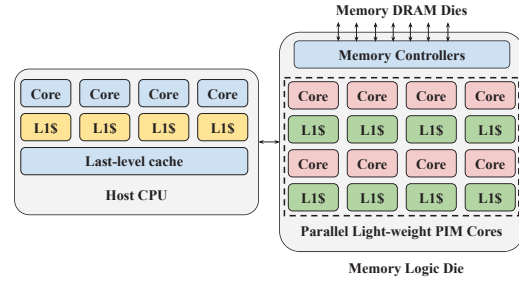 Memory DRAM Dies
Memory Controllers
Core Core Core Core
L1$ L1$ L1$ L1$
Last-level cache
Host CPU
Core Core Core Core
L1$ L1$ L1$ L1$
Core Core Core Core
L1$ L1$ L1$ L1$
Parallel Light-weight PIM Cores
Memory Logic Die